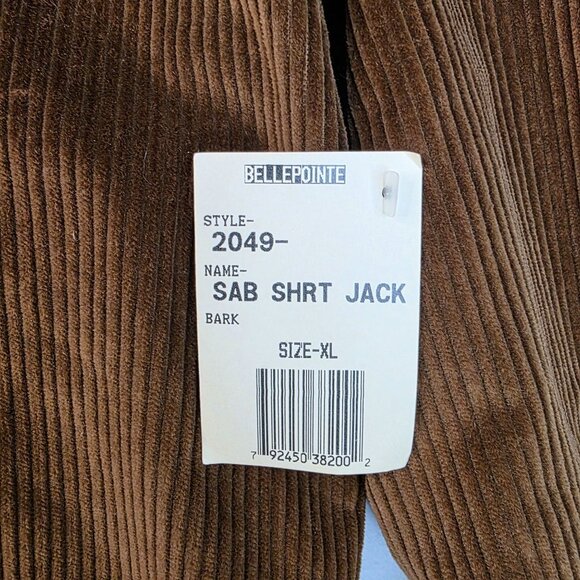 BELLEPOINTE
STYLE-
2049-
NAME-
SAB SHRT JACK
BARK
SIZE-XL
7 92450 38200 2